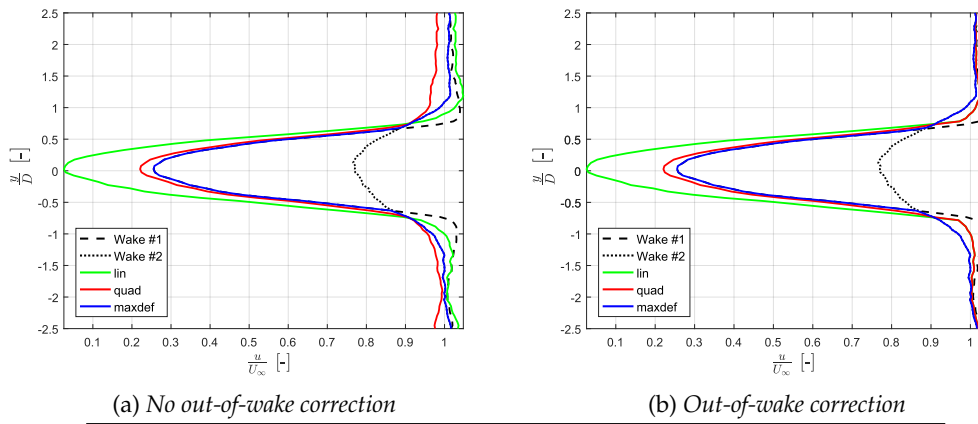 2.5
2
1.5
1
0.5
0
-0.5
-1
-1.5
-2
-2.5
y/D [-]
Wake #1
Wake #2
lin
quad
maxdef
0.1 0.2 0.3 0.4 0.5 0.6 0.7 0.8 0.9 1
u/U∞ [-]
(a) No out-of-wake correction
2.5
2
1.5
1
0.5
0
-0.5
-1
-1.5
-2
-2.5
y/D [-]
Wake #1
Wake #2
lin
quad
maxdef
0.1 0.2 0.3 0.4 0.5 0.6 0.7 0.8 0.9 1
u/U∞ [-]
(b) Out-of-wake correction